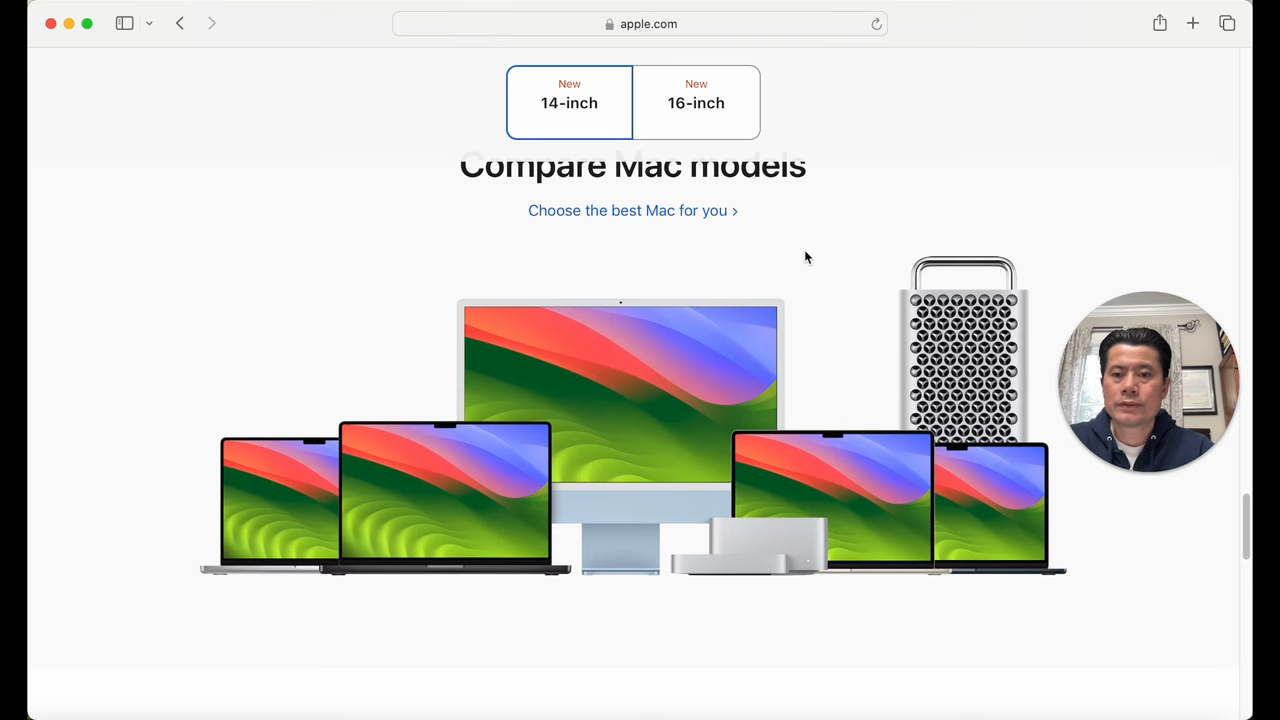 apple.com
New
14-inch
New
16-inch
Compare Mac models
Choose the best Mac for you >